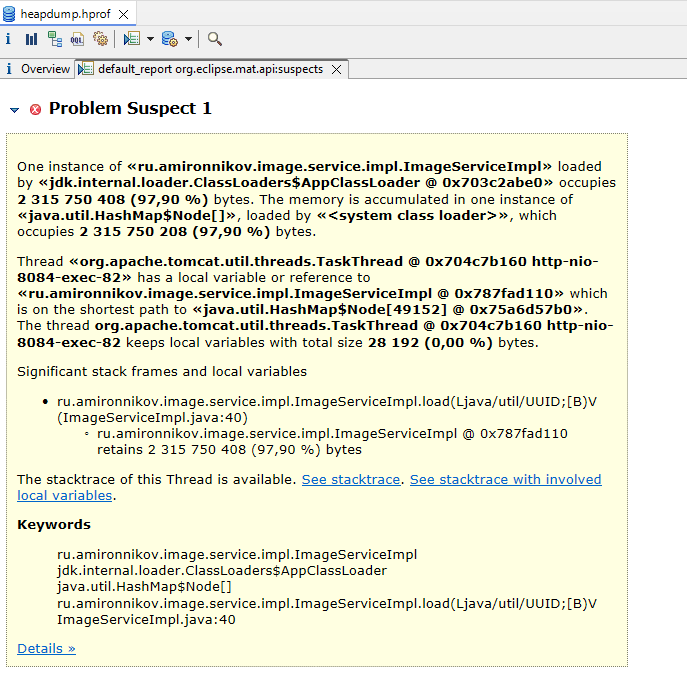 heapdump.hprof
Overview
default_report org.eclipse.mat.api:suspects
Problem Suspect 1
One instance of «ru.amironnikov.image.service.impl.ImageServiceImpl» loaded
by «jdk.internal.loader.ClassLoaders$AppClassLoader @ 0x703c2abe0» occupies
2 315 750 408 (97,90 %) bytes. The memory is accumulated in one instance of
«java.util.HashMap$Node[]», loaded by «<system class loader>», which
occupies 2 315 750 208 (97,90 %) bytes.
Thread «org.apache.tomcat.util.threads.TaskThread @ 0x704c7b160 http-nio-
8084-exec-82» has a local variable or reference to
«ru.amironnikov.image.service.impl.ImageServiceImpl @ 0x787fad110» which
is on the shortest path to «java.util.HashMap$Node[49152] @ 0x75a6d57b0».
The thread org.apache.tomcat.util.threads.TaskThread @ 0x704c7b160 http-nio-
8084-exec-82 keeps local variables with total size 28 192 (0,00 %) bytes.
Significant stack frames and local variables
• ru.amironnikov.image.service.impl.ImageServiceImpl.load(Ljava/util/UUID;[B)V
(ImageServiceImpl.java:40)
◦ ru.amironnikov.image.service.impl.ImageServiceImpl @ 0x787fad110
retains 2 315 750 408 (97,90 %) bytes
The stacktrace of this Thread is available. See stacktrace. See stacktrace with involved
local variables.
Keywords
ru.amironnikov.image.service.impl.ImageServiceImpl
jdk.internal.loader.ClassLoaders$AppClassLoader
java.util.HashMap$Node[]
ru.amironnikov.image.service.impl.ImageServiceImpl.load(Ljava/util/UUID;[B)V
ImageServiceImpl.java:40
Details »